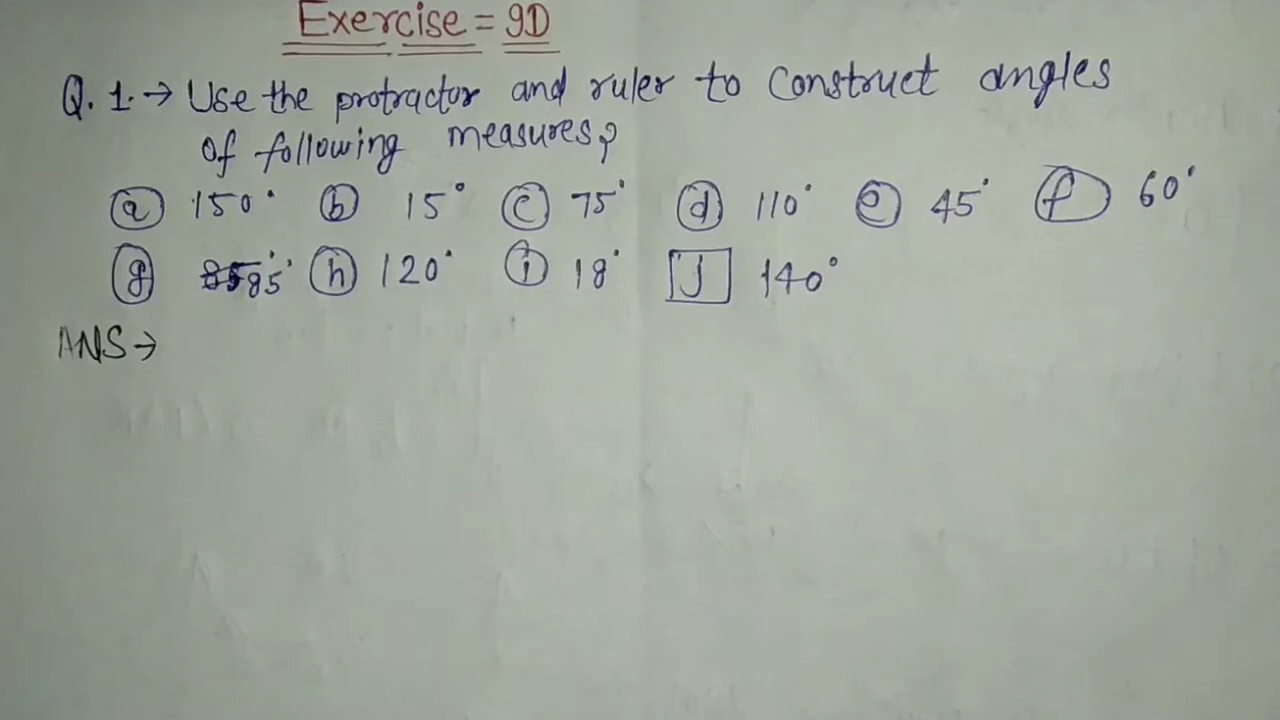 Exercise = 9D
Q. 1. → Use the protractor and ruler to construct angles
of following measures?
(a) 150° (b) 15° (c) 75° (d) 110° (e) 45° (f) 60°
(g) 85° (h) 120° (i) 18° [J] 140°
ANS →